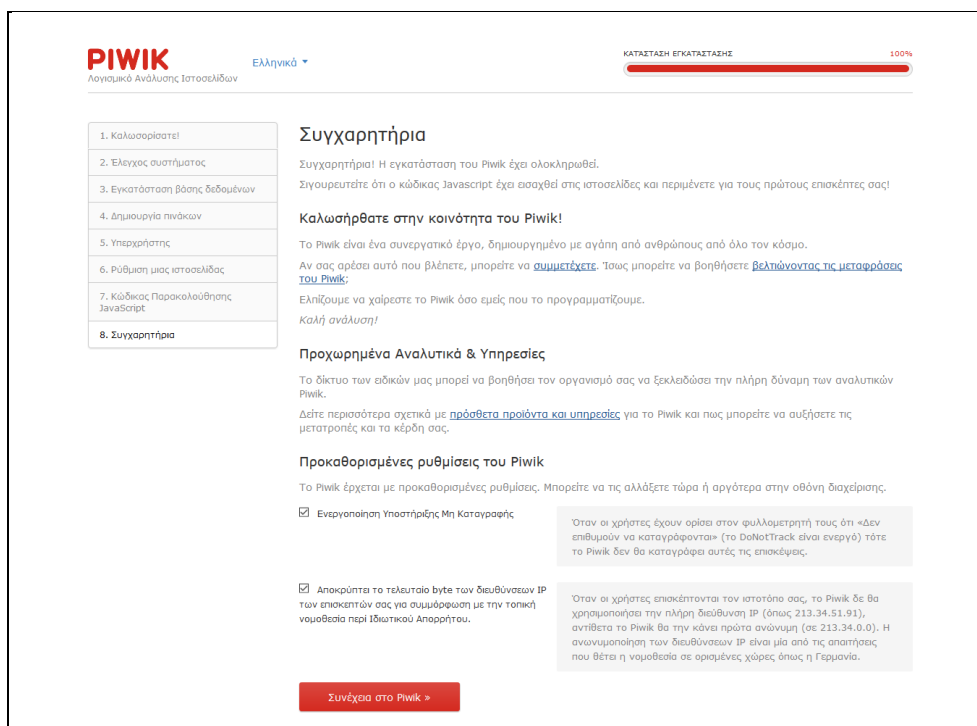 PIWIK
Λογισμικό Ανάλυσης Ιστοσελίδων
Ελληνικά
ΚΑΤΆΣΤΑΣΗ ΕΓΚΑΤΆΣΤΑΣΗΣ 100%
1. Καλωσορίσατε!
2. Έλεγχος συστήματος
3. Εγκατάσταση βάσης δεδομένων
4. Δημιουργία πινάκων
5. Υπερχρήστης
6. Ρύθμιση μιας ιστοσελίδας
7. Κώδικας Παρακολούθησης
JavaScript
8. Συγχαρητήρια
Συγχαρητήρια
Συγχαρητήρια! Η εγκατάσταση του Piwik έχει ολοκληρωθεί.
Σιγουρευτείτε ότι ο κώδικας Javascript έχει εισαχθεί στις ιστοσελίδες και περιμένετε για τους πρώτους επισκέπτες σας!
Καλωσήρθατε στην κοινότητα του Piwik!
Το Piwik είναι ένα συνεργατικό έργο, δημιουργημένο με αγάπη από ανθρώπους από όλο τον κόσμο.
Αν σας αρέσει αυτό που βλέπετε, μπορείτε να συμμετέχετε. Ίσως μπορείτε να βοηθήσετε βελτιώνοντας τις μεταφράσεις
του Piwik;
Ελπίζουμε να χαίρεστε το Piwik όσο εμείς που το προγραμματίζουμε.
Καλή ανάλυση!
Προχωρημένα Αναλυτικά & Υπηρεσίες
Το δίκτυο των ειδικών μας μπορεί να βοηθήσει τον οργανισμό σας να ξεκλειδώσει την πλήρη δύναμη των αναλυτικών
Piwik.
Δείτε περισσότερα σχετικά με πρόσθετα προϊόντα και υπηρεσίες για το Piwik και πως μπορείτε να αυξήσετε τις
μετατροπές και τα κέρδη σας.
Προκαθορισμένες ρυθμίσεις του Piwik
Το Piwik έρχεται με προκαθορισμένες ρυθμίσεις. Μπορείτε να τις αλλάξετε τώρα ή αργότερα στην οθόνη διαχείρισης.
Ενεργοποίηση Υποστήριξης Μη Καταγραφής
Όταν οι χρήστες έχουν ορίσει στον φυλλομετρητή τους ότι «Δεν
επιθυμούν να καταγράφονται» (το DoNotTrack είναι ενεργό) τότε
το Piwik δεν θα καταγράφει αυτές τις επισκέψεις.
Αποκρύπτει το τελευταίο byte των διευθύνσεων IP
των επισκεπτών σας για συμμόρφωση με την τοπική
νομοθεσία περί Ιδιωτικού Απορρήτου.
Όταν οι χρήστες επισκέπτονται τον ιστοτόπο σας, το Piwik δε θα
χρησιμοποιήσει την πλήρη διεύθυνση IP (όπως 213.34.51.91),
αντίθετα το Piwik θα την κάνει πρώτα ανώνυμη (σε 213.34.0.0). Η
ανωνυμοποίηση των διευθύνσεων IP είναι μία από τις απαιτήσεις
που θέτει η νομοθεσία σε ορισμένες χώρες όπως η Γερμανία.
Συνέχεια στο Piwik »